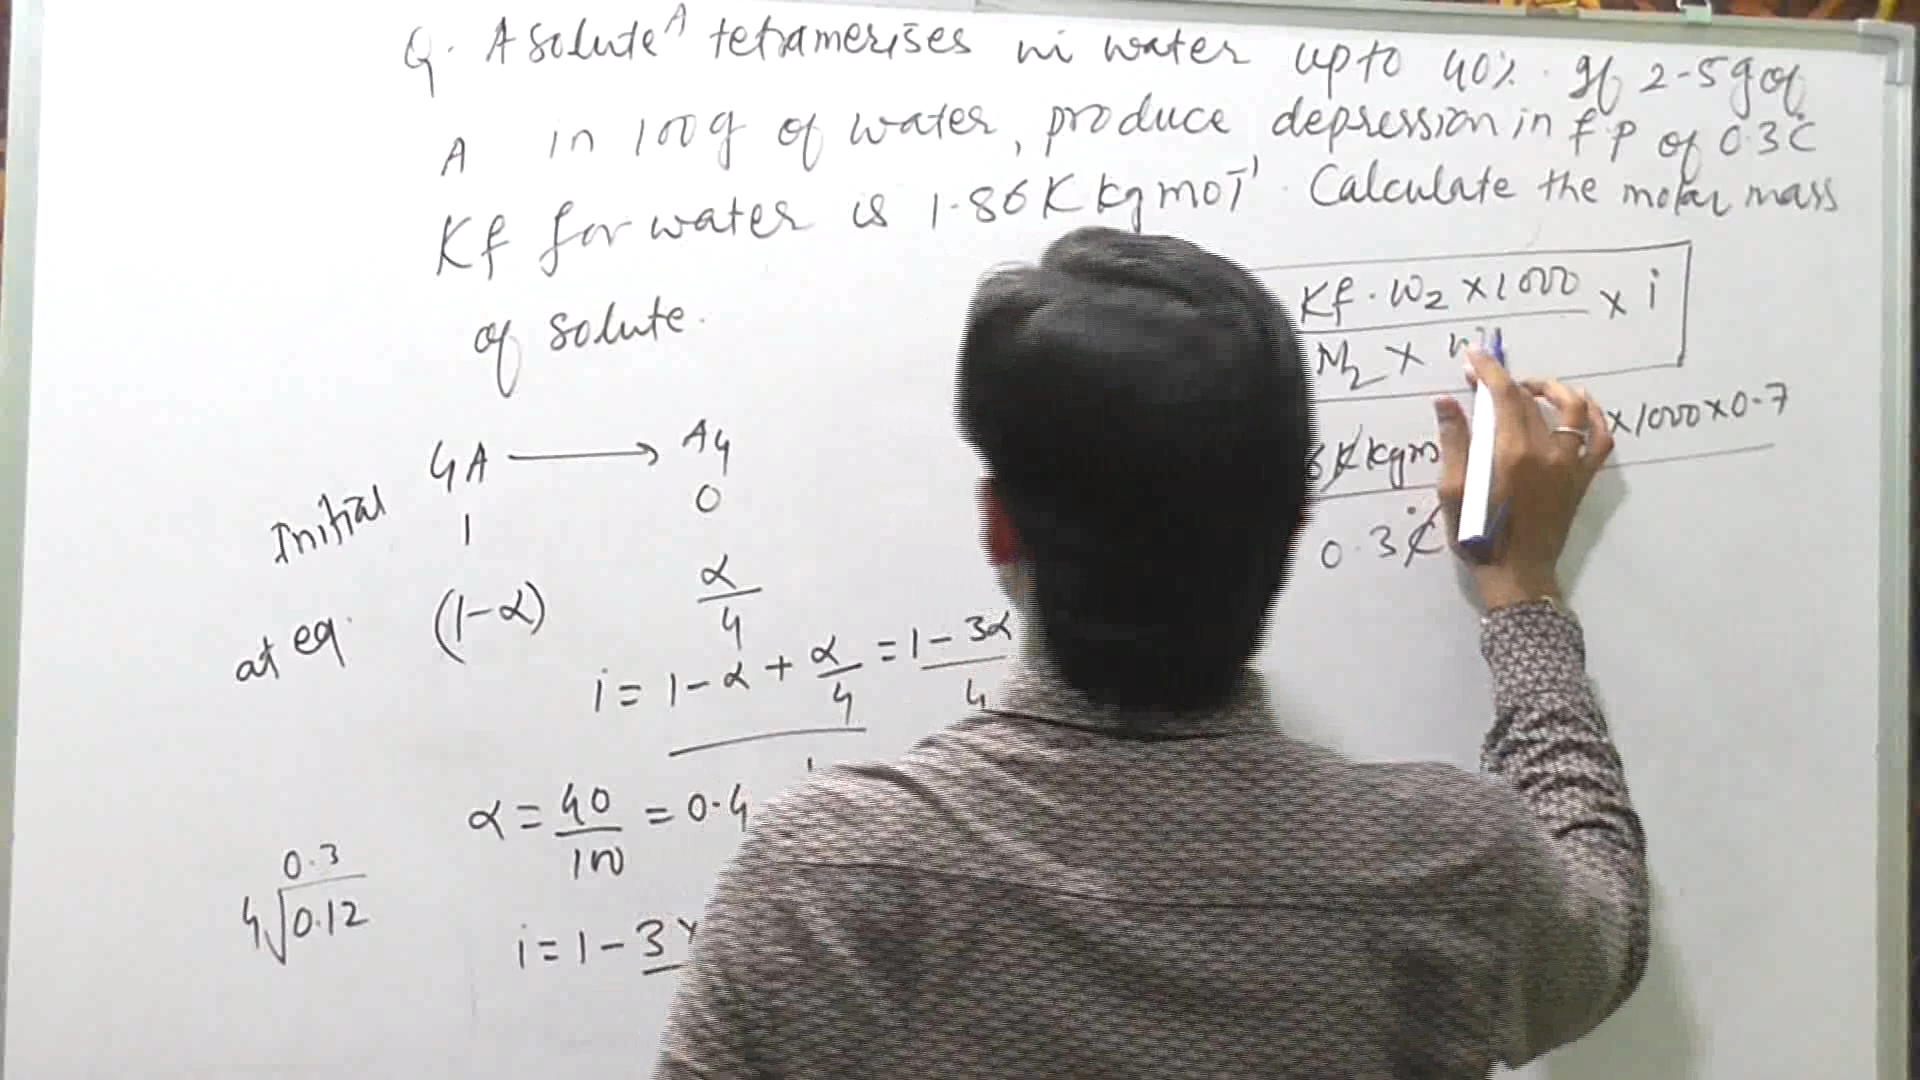 Q. A solute A tetramerises in water upto 40%. If 2.5g of
A in 100g of water, produce depression in f.p of 0.3°C
Kf for water is 1.86 K kg mol⁻¹. Calculate the molar mass
of solute.
Kf . w₂ × 1000 × i
M₂ ×
4A → A₄
Initial 1 0
at eq. (1-α) α/4
K kg m × 1000 × 0.7
0.3°C
i = 1 - α + α/4 = 1 - 3α/4
α = 40/100 = 0.4
0.3
4√0.12
i = 1 - 3